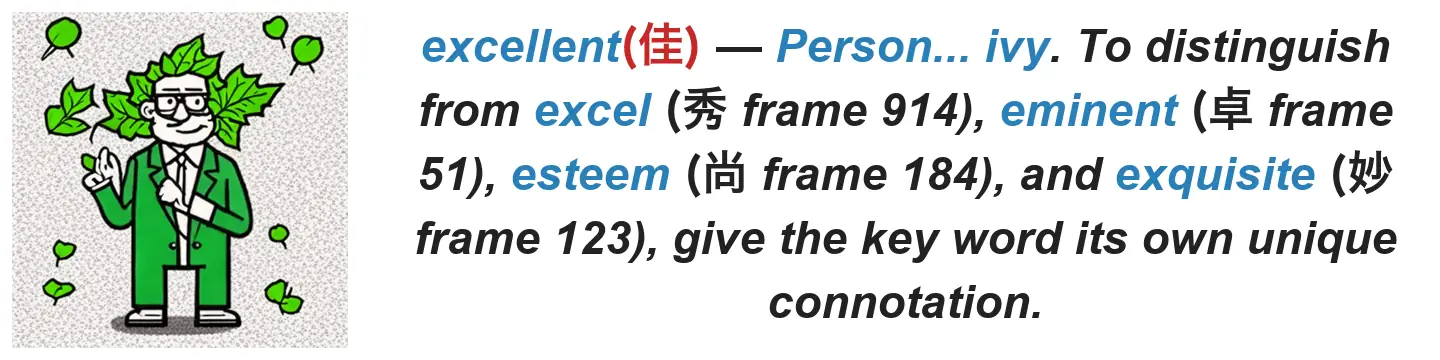 excellent(佳) — Person... ivy. To distinguish
from excel (秀 frame 914), eminent (卓 frame
51), esteem (尚 frame 184), and exquisite (妙
frame 123), give the key word its own unique
connotation.